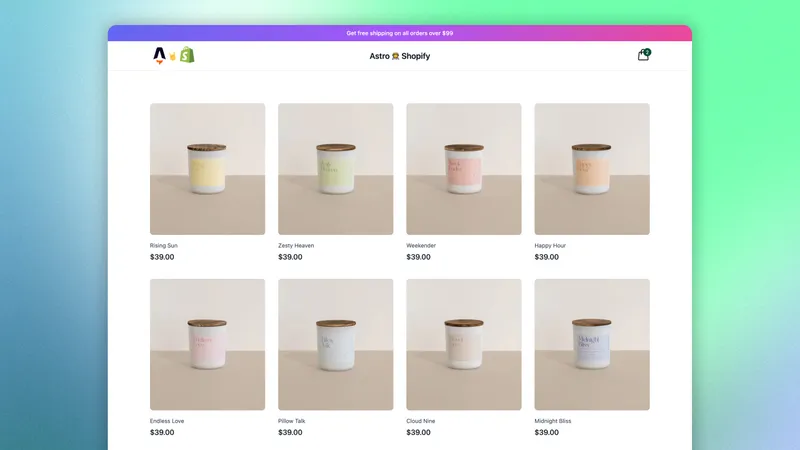 Get free shipping on all orders over $99
Astro 🧑‍🚀 Shopify
2
Rising Sun
$39.00
Zesty Heaven
$39.00
Weekender
$39.00
Happy Hour
$39.00
Endless Love
$39.00
Pillow Talk
$39.00
Cloud Nine
$39.00
Midnight Bliss
$39.00